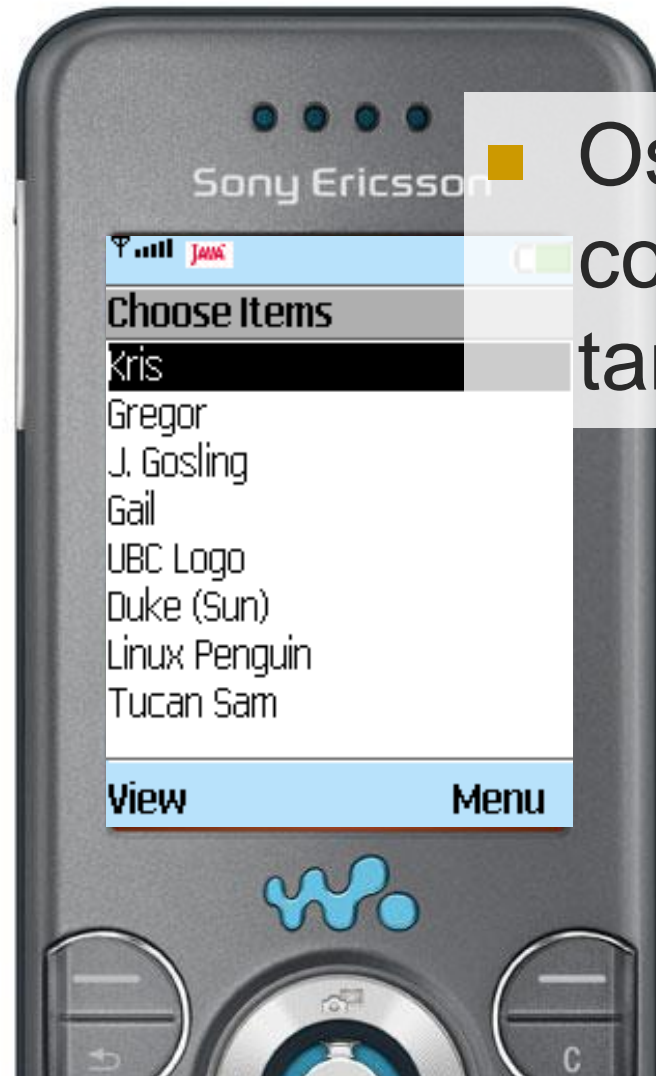 Sony Ericsson
JAVA
Choose Items
Kris
Gregor
J. Gosling
Gail
UBC Logo
Duke (Sun)
Linux Penguin
Tucan Sam
View
Menu
C